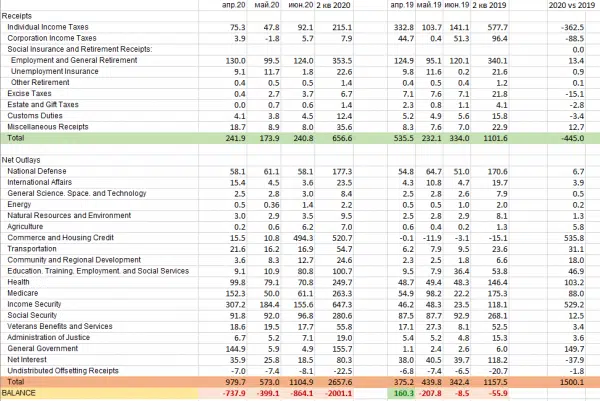 апр.20 май.20 июн.20 2 кв 2020 апр.19 май.19 июн.19 2 кв 2019 2020 vs 2019
Receipts
Individual Income Taxes 75.3 47.8 92.1 215.1 332.8 103.7 141.1 577.7 -362.5
Corporation Income Taxes 3.9 -1.8 5.7 7.9 44.7 0.4 51.3 96.4 -88.5
Social Insurance and Retirement Receipts: 0.0
Employment and General Retirement 130.0 99.5 124.0 353.5 124.9 95.1 120.1 340.1 13.4
Unemployment Insurance 9.1 11.7 1.8 22.6 9.8 11.6 0.2 21.6 0.9
Other Retirement 0.4 0.5 0.5 1.4 0.4 0.4 0.5 1.2 0.1
Excise Taxes 0.4 2.7 3.7 6.7 7.1 7.6 7.1 21.8 -15.1
Estate and Gift Taxes 0.0 0.7 0.6 1.4 2.3 0.8 1.1 4.1 -2.8
Customs Duties 4.1 3.8 4.5 12.4 5.2 4.9 5.6 15.8 -3.4
Miscellaneous Receipts 18.7 8.9 8.0 35.6 8.3 7.6 7.0 22.9 12.7
Total 241.9 173.9 240.8 656.6 535.5 232.1 334.0 1101.6 -445.0
Net Outlays
National Defense 58.1 61.1 58.1 177.3 54.8 64.7 51.0 170.6 6.7
International Affairs 15.4 4.5 3.6 23.5 4.3 10.8 4.7 19.7 3.9
General Science, Space, and Technology 2.5 2.8 3.0 8.4 2.5 2.8 2.6 7.9 0.5
Energy 0.5 0.36 1.4 2.2 0.5 0.5 1.0 2.0 0.2
Natural Resources and Environment 3.0 2.9 3.5 9.5 2.5 2.8 2.9 8.1 1.3
Agriculture 0.2 0.6 6.2 7.0 0.6 0.4 0.2 1.3 5.8
Commerce and Housing Credit 15.5 10.8 494.3 520.7 -0.1 -11.9 -3.1 -15.1 535.8
Transportation 21.6 16.2 16.9 54.7 6.2 7.9 9.5 23.6 31.1
Community and Regional Development 3.6 8.3 12.7 24.6 2.3 2.5 1.8 6.6 18.0
Education, Training, Employment, and Social Services 9.1 10.9 80.8 100.7 9.5 7.9 36.4 53.8 46.9
Health 99.8 79.1 70.8 249.7 48.7 49.4 48.3 146.4 103.2
Medicare 152.3 50.0 61.1 263.3 54.9 98.2 22.2 175.3 88.0
Income Security 307.2 184.4 155.6 647.3 46.2 48.3 23.5 118.1 529.2
Social Security 91.8 92.0 96.8 280.6 87.5 87.7 92.9 268.1 12.5
Veterans Benefits and Services 18.6 19.5 17.7 55.8 17.1 27.3 8.1 52.5 3.4
Administration of Justice 6.7 5.2 7.1 19.0 5.4 5.2 4.8 15.3 3.6
General Government 144.9 5.9 4.9 155.7 1.1 2.4 2.6 6.0 149.7
Net Interest 35.9 25.8 18.5 80.3 38.0 40.5 39.7 118.2 -37.9
Undistributed Offsetting Receipts -7.0 -7.4 -8.1 -22.5 -6.8 -7.4 -6.5 -20.7 -1.8
Total 979.7 573.0 1104.9 2657.6 375.2 439.8 342.4 1157.5 1500.1
BALANCE -737.9 -399.1 -864.1 -2001.1 160.3 -207.8 -8.5 -55.9